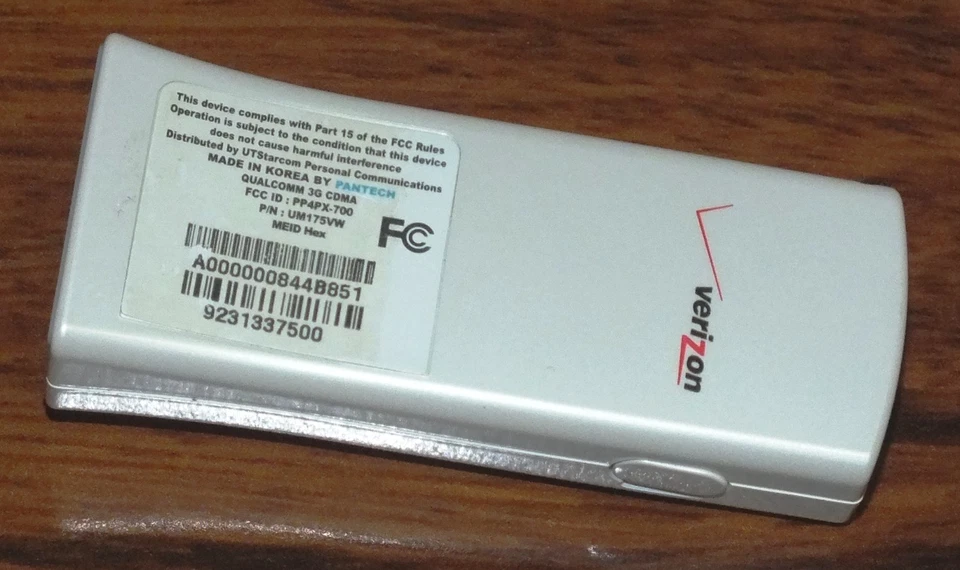 This device complies with Part 15 of the FCC Rules
Operation is subject to the condition that this device
does not cause harmful interference
Distributed by UTStarcom Personal Communications
MADE IN KOREA BY PANTECH
QUALCOMM 3G CDMA
FCC ID : PP4PX-700
P/N : UM175VW
MEID Hex
FC
A000000844B851
9231337500
verizon